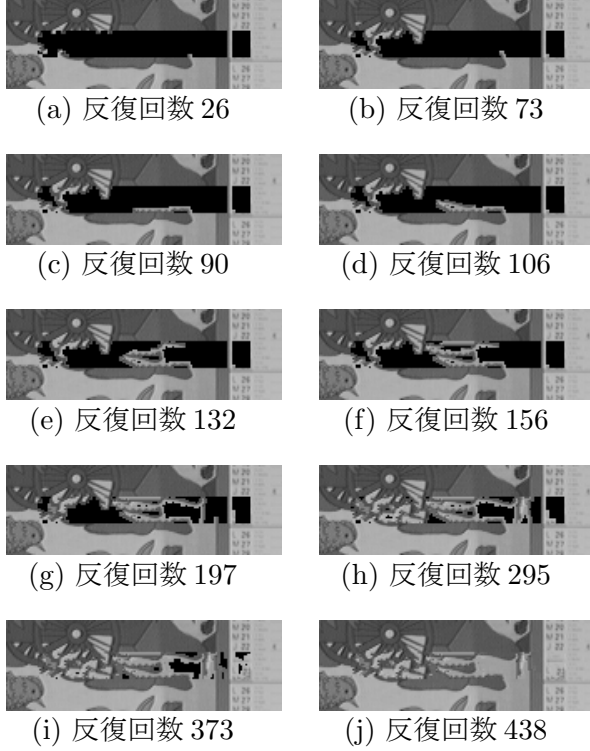 (a) 反復回数 26
(b) 反復回数 73
(c) 反復回数 90
(d) 反復回数 106
(e) 反復回数 132
(f) 反復回数 156
(g) 反復回数 197
(h) 反復回数 295
(i) 反復回数 373
(j) 反復回数 438